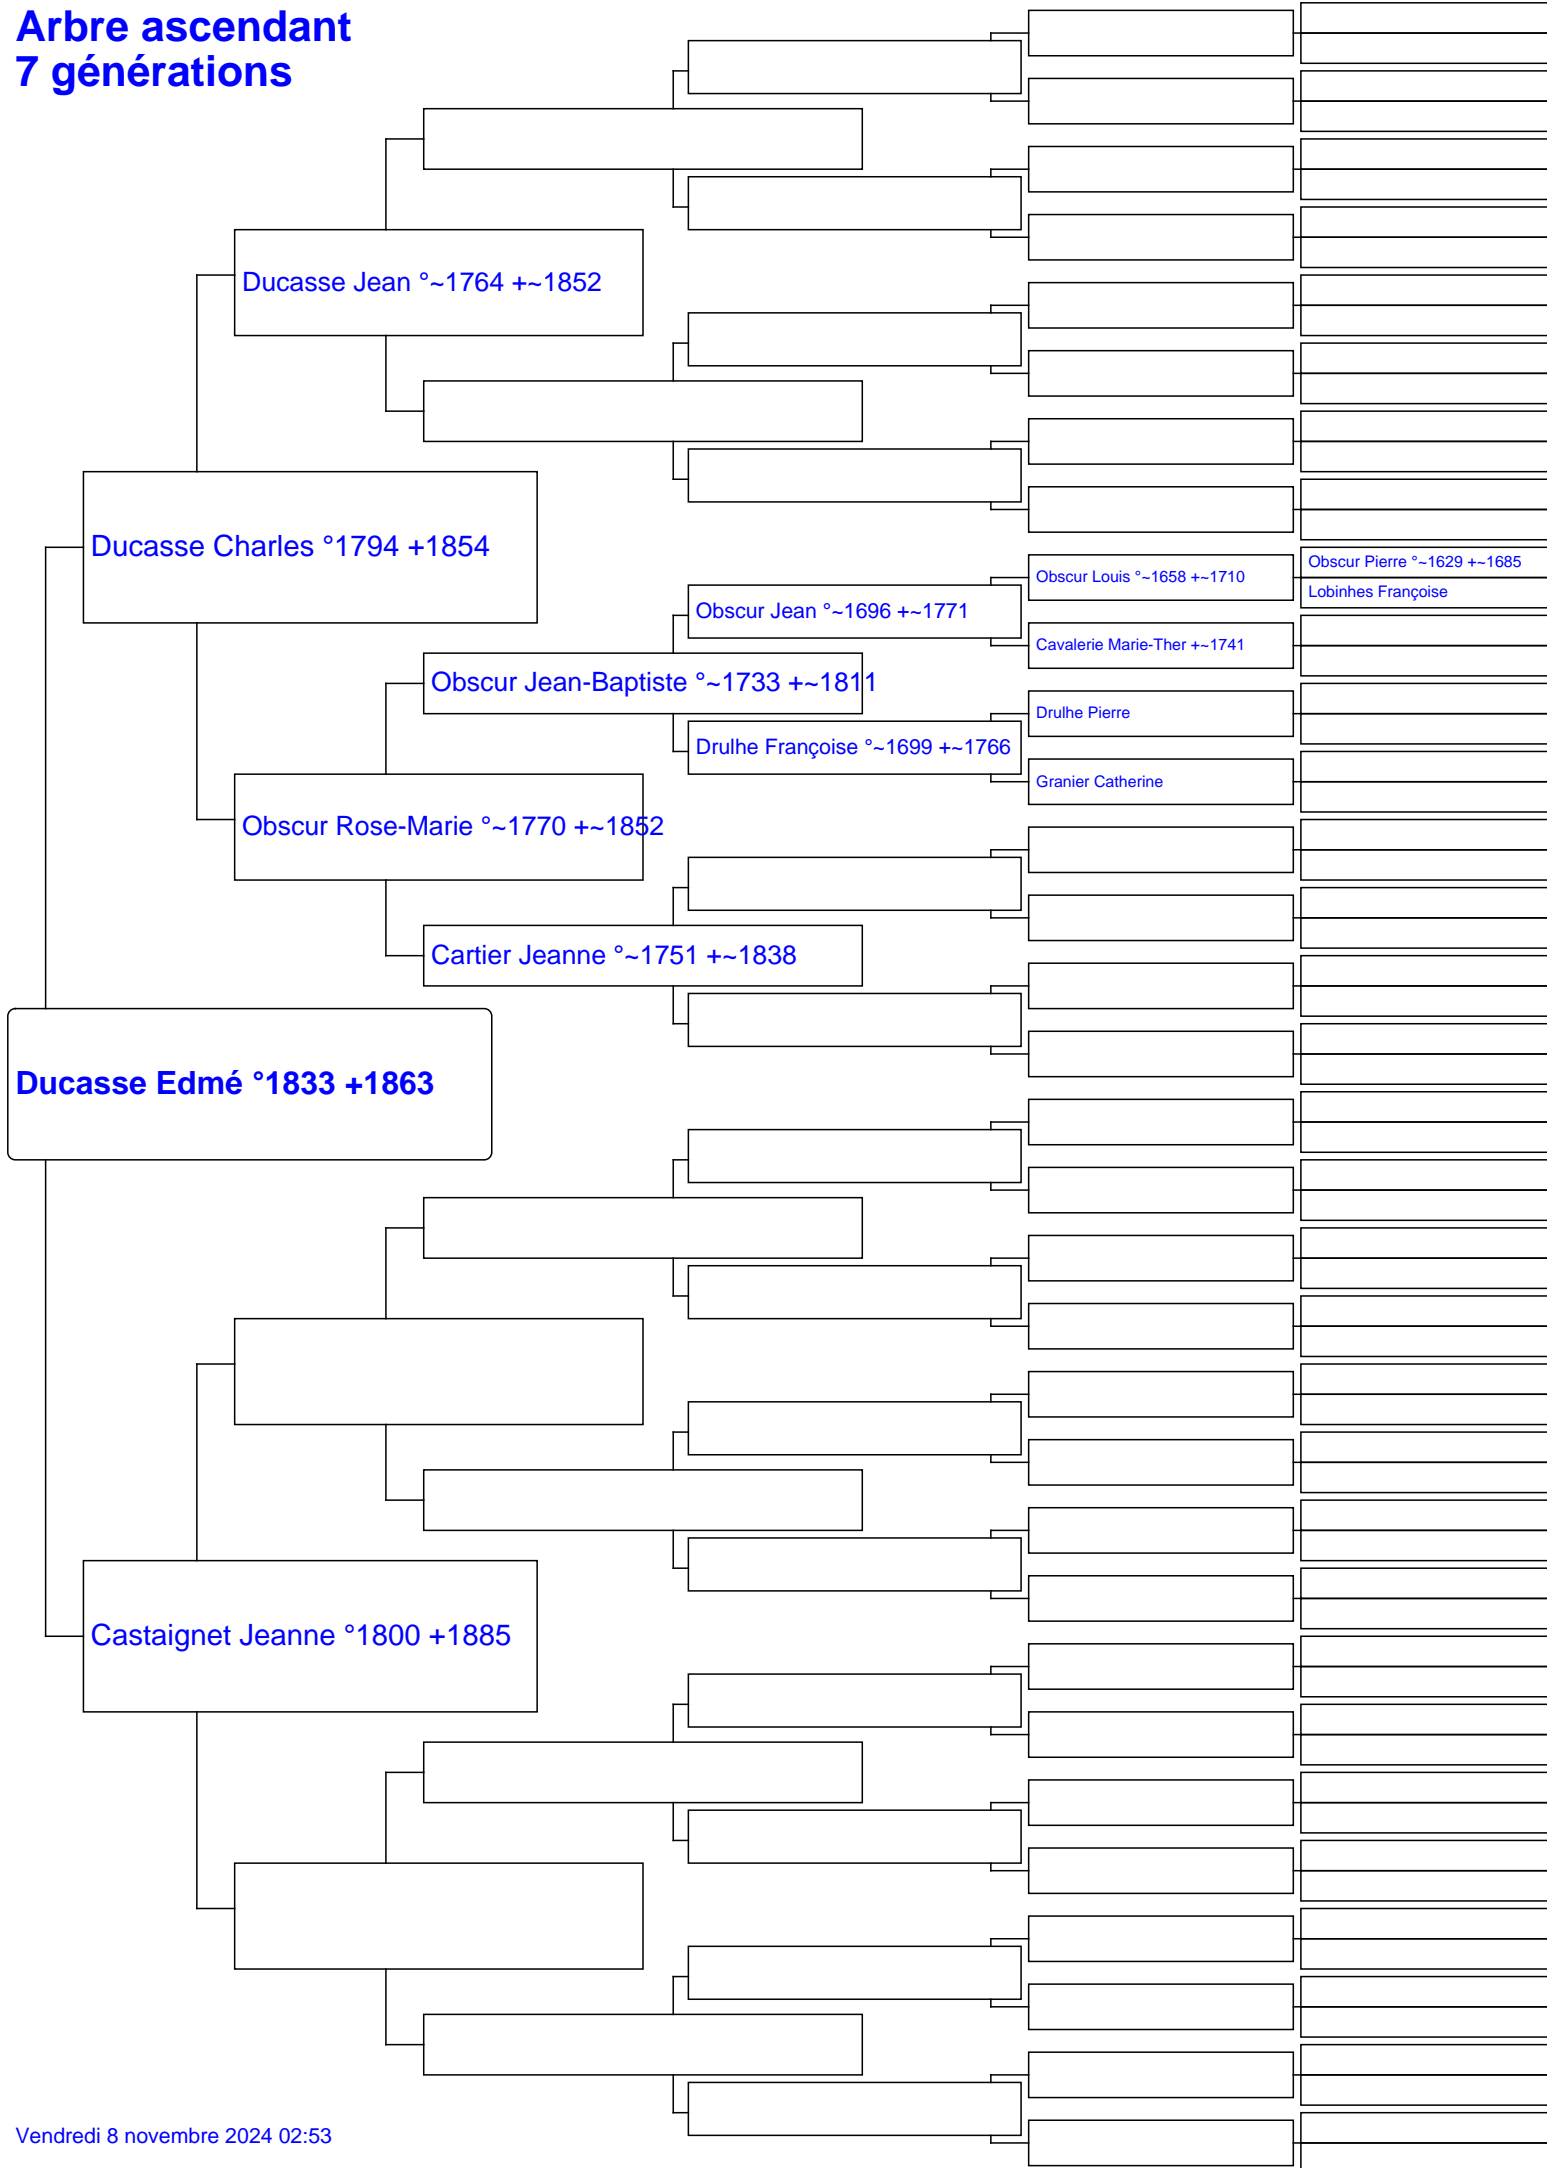 Arbre ascendant
7 générations
Ducasse Jean °~1764 +~1852
Ducasse Charles °1794 +1854
Obscur Pierre °~1629 +~1685
Obscur Louis °~1658 +~1710
Lobinhes Françoise
Obscur Jean °~1696 +~1771
Cavalerie Marie-Ther +~1741
Obscur Jean-Baptiste °~1733 +~1811
Drulhe Pierre
Drulhe Françoise °~1699 +~1766
Granier Catherine
Obscur Rose-Marie °~1770 +~1852
Cartier Jeanne °~1751 +~1838
Ducasse Edmé °1833 +1863
Castaignet Jeanne °1800 +1885
Vendredi 8 novembre 2024 02:53